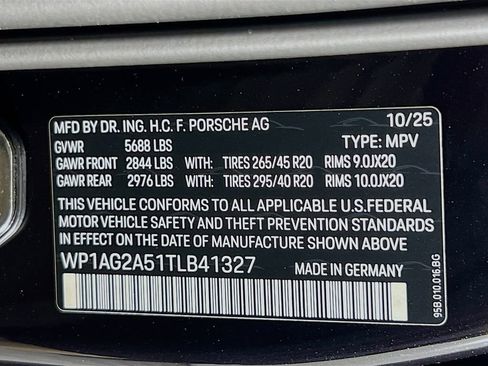 MFD BY DR. ING. H.C. F. PORSCHE AG 10/25
GVWR 5688 LBS TYPE: MPV
GAWR FRONT 2844 LBS WITH: TIRES 265/45 R20 RIMS 9.0JX20
GAWR REAR 2976 LBS WITH: TIRES 295/40 R20 RIMS 10.0JX20
THIS VEHICLE CONFORMS TO ALL APPLICABLE U.S.FEDERAL
MOTOR VEHICLE SAFETY AND THEFT PREVENTION STANDARDS
IN EFFECT ON THE DATE OF MANUFACTURE SHOWN ABOVE
WP1AG2A51TLB41327 MADE IN GERMANY
95B.010.016.BG